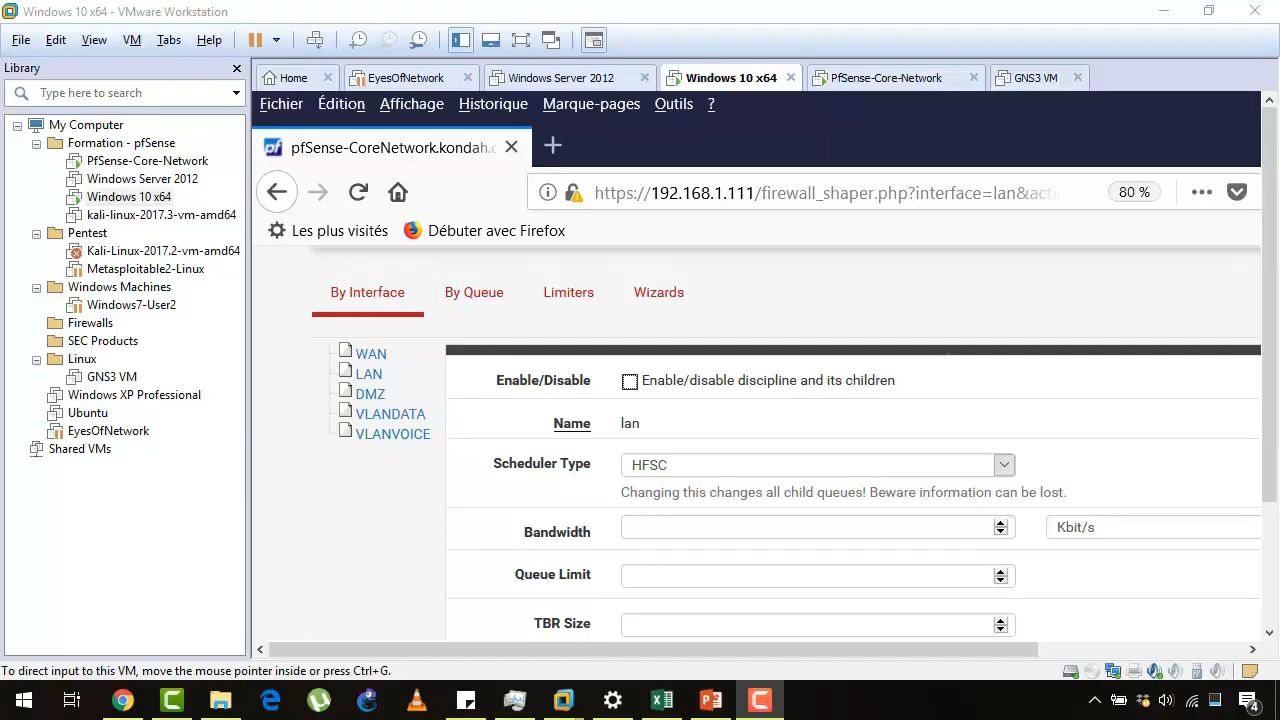 Windows 10 x64 - VMware Workstation
File Edit View VM Tabs Help
Library
Type here to search
My Computer
Formation - pfSense
PfSense-Core-Network
Windows Server 2012
Windows 10 x64
kali-linux-2017.3-vm-amd64
Pentest
Kali-Linux-2017.2-vm-amd64
Metasploitable2-Linux
Windows Machines
Windows7-User2
Firewalls
SEC Products
Linux
GNS3 VM
Windows XP Professional
Ubuntu
EyesOfNetwork
Shared VMs
Home EyesOfNetwork Windows Server 2012 Windows 10 x64 PfSense-Core-Network GNS3 VM
Fichier Édition Affichage Historique Marque-pages Outils ?
pfSense-CoreNetwork.kondah.c
https://192.168.1.111/firewall_shaper.php?interface=lan&acti 80 %
Les plus visités Débuter avec Firefox
By Interface By Queue Limiters Wizards
WAN
LAN
DMZ
VLANDATA
VLANVOICE
Enable/Disable Enable/disable discipline and its children
Name lan
Scheduler Type HFSC
Changing this changes all child queues! Beware information can be lost.
Bandwidth Kbit/s
Queue Limit
TBR Size
To direct input to this VM, move the mouse pointer inside or press Ctrl+G.
4